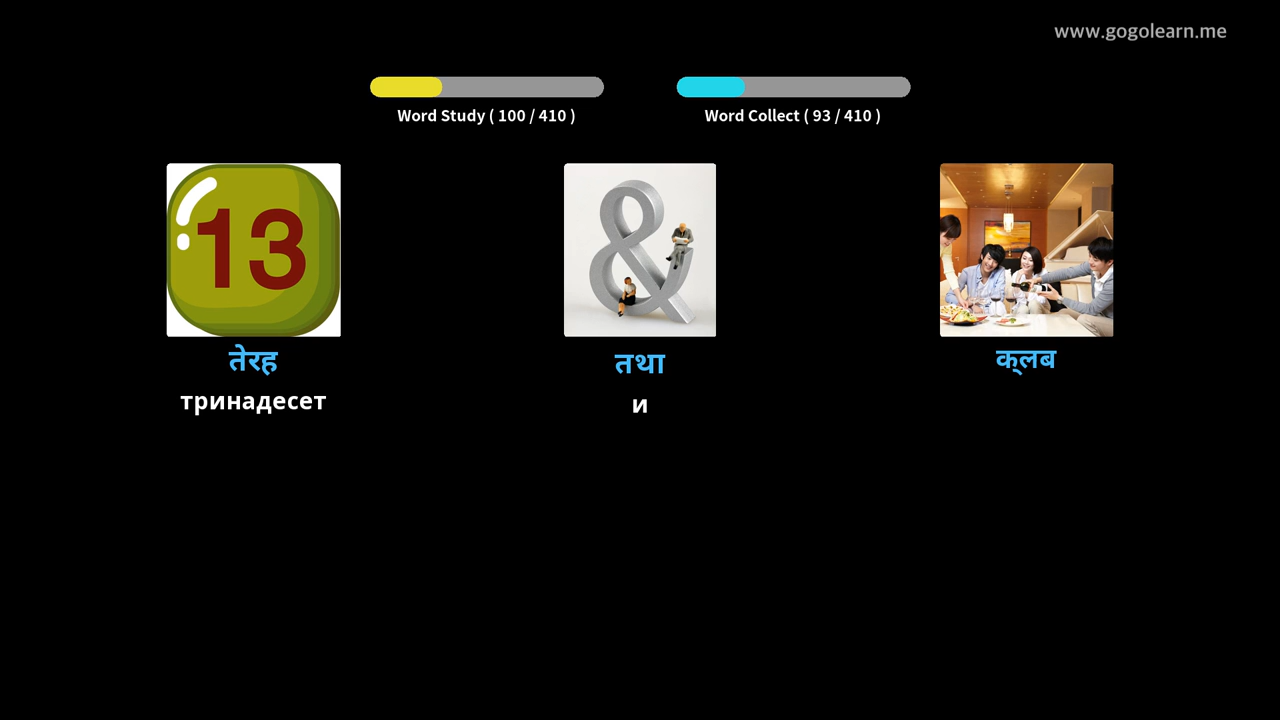 www.gogolearn.me
Word Study ( 100 / 410 )
Word Collect ( 93 / 410 )
13
&
तेरह
तथा
क्लब
тринадесет
и